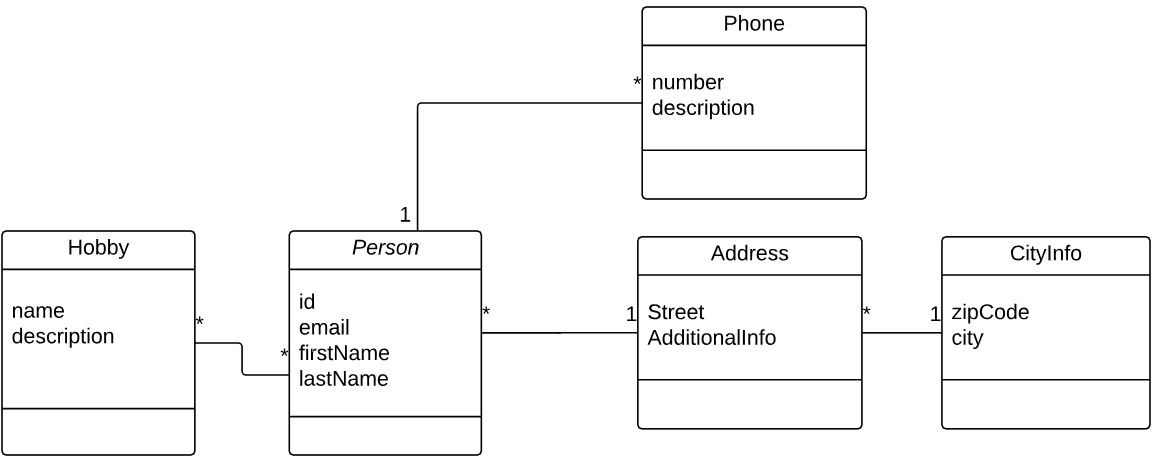 Phone
*
number
description
1
Hobby
name
description
*
*
Person
id
email
firstName
lastName
*
1
Address
Street
AdditionalInfo
*
1
CityInfo
zipCode
city